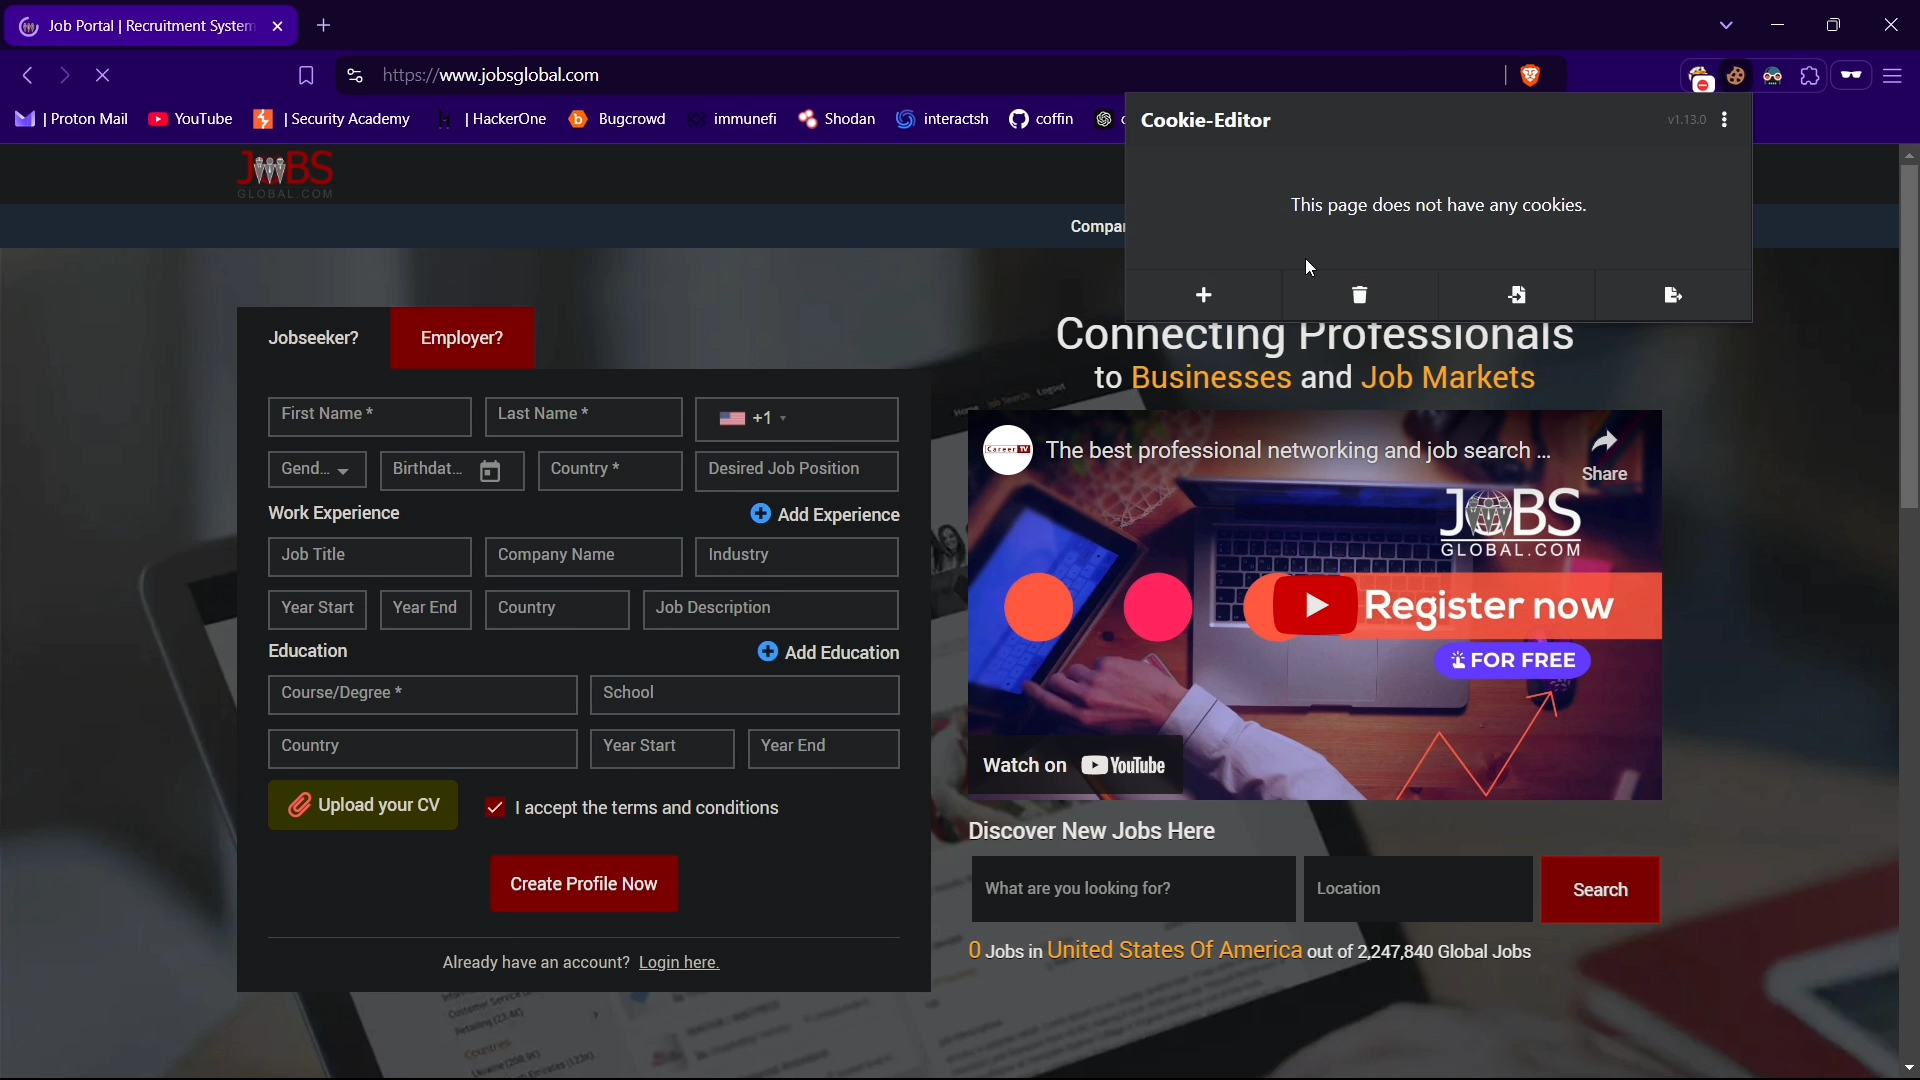 Job Portal | Recruitment System
https://www.jobsglobal.com
| Proton Mail
YouTube
| Security Academy
| HackerOne
Bugcrowd
immunefi
Shodan
interactsh
coffin
Cookie-Editor
v1.13.0
This page does not have any cookies.
JOBS
GLOBAL.COM
Jobseeker?
Employer?
First Name *
Last Name *
+1
Gend...
Birthdat...
Country *
Desired Job Position
Work Experience
Add Experience
Job Title
Company Name
Industry
Year Start
Year End
Country
Job Description
Education
Add Education
Course/Degree *
School
Country
Year Start
Year End
Upload your CV
I accept the terms and conditions
Create Profile Now
Already have an account? Login here.
Connecting Professionals
to Businesses and Job Markets
Career TV
The best professional networking and job search ...
Share
JOBS
GLOBAL.COM
Register now
FOR FREE
Watch on YouTube
Discover New Jobs Here
What are you looking for?
Location
Search
0 Jobs in United States Of America out of 2,247,840 Global Jobs